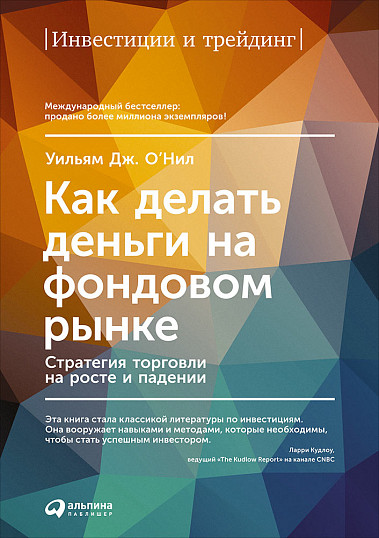 Инвестиции и трейдинг
Международный бестселлер:
продано более миллиона экземпляров!
Уильям Дж. О'Нил
Как делать
деньги на
фондовом
рынке
Стратегия торговли
на росте и падении
Эта книга стала классикой литературы по инвестициям.
Она вооружает навыками и методами, которые необходимы,
чтобы стать успешным инвестором.
Ларри Кудлоу,
ведущий «The Kudlow Report» на канале CNBC
альпина
ПАБЛИШЕР